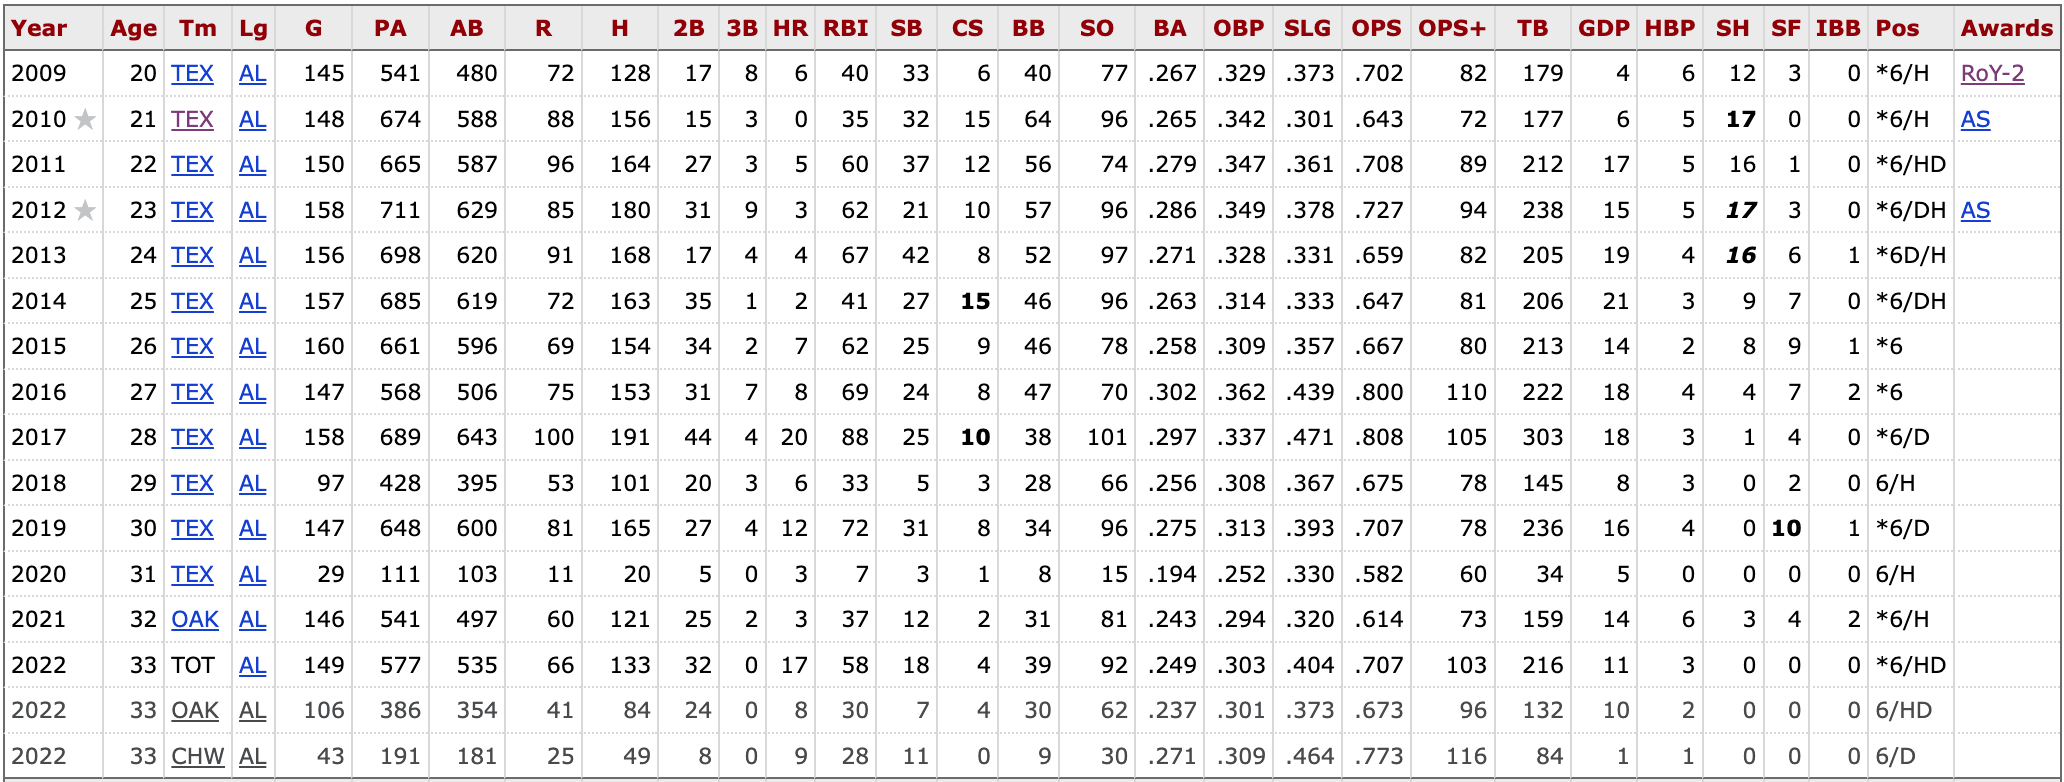 Year Age Tm Lg G PA AB R H 2B 3B HR RBI SB CS BB SO BA OBP SLG OPS OPS+ TB GDP HBP SH SF IBB Pos Awards
2009 20 TEX AL 145 541 480 72 128 17 8 6 40 33 6 40 77 .267 .329 .373 .702 82 179 4 6 12 3 0 *6/H RoY-2
2010 ★ 21 TEX AL 148 674 588 88 156 15 3 0 35 32 15 64 96 .265 .342 .301 .643 72 177 6 5 17 0 0 *6/H AS
2011 22 TEX AL 150 665 587 96 164 27 3 5 60 37 12 56 74 .279 .347 .361 .708 89 212 17 5 16 1 0 *6/HD
2012 ★ 23 TEX AL 158 711 629 85 180 31 9 3 62 21 10 57 96 .286 .349 .378 .727 94 238 15 5 17 3 0 *6/DH AS
2013 24 TEX AL 156 698 620 91 168 17 4 4 67 42 8 52 97 .271 .328 .331 .659 82 205 19 4 16 6 1 *6D/H
2014 25 TEX AL 157 685 619 72 163 35 1 2 41 27 15 46 96 .263 .314 .333 .647 81 206 21 3 9 7 0 *6/DH
2015 26 TEX AL 160 661 596 69 154 34 2 7 62 25 9 46 78 .258 .309 .357 .667 80 213 14 2 8 9 1 *6
2016 27 TEX AL 147 568 506 75 153 31 7 8 69 24 8 47 70 .302 .362 .439 .800 110 222 18 4 4 7 2 *6
2017 28 TEX AL 158 689 643 100 191 44 4 20 88 25 10 38 101 .297 .337 .471 .808 105 303 18 3 1 4 0 *6/D
2018 29 TEX AL 97 428 395 53 101 20 3 6 33 5 3 28 66 .256 .308 .367 .675 78 145 8 3 0 2 0 6/H
2019 30 TEX AL 147 648 600 81 165 27 4 12 72 31 8 34 96 .275 .313 .393 .707 78 236 16 4 0 10 1 *6/D
2020 31 TEX AL 29 111 103 11 20 5 0 3 7 3 1 8 15 .194 .252 .330 .582 60 34 5 0 0 0 0 6/H
2021 32 OAK AL 146 541 497 60 121 25 2 3 37 12 2 31 81 .243 .294 .320 .614 73 159 14 6 3 4 2 *6/H
2022 33 TOT AL 149 577 535 66 133 32 0 17 58 18 4 39 92 .249 .303 .404 .707 103 216 11 3 0 0 0 *6/HD
2022 33 OAK AL 106 386 354 41 84 24 0 8 30 7 4 30 62 .237 .301 .373 .673 96 132 10 2 0 0 0 6/HD
2022 33 CHW AL 43 191 181 25 49 8 0 9 28 11 0 9 30 .271 .309 .464 .773 116 84 1 1 0 0 0 6/D